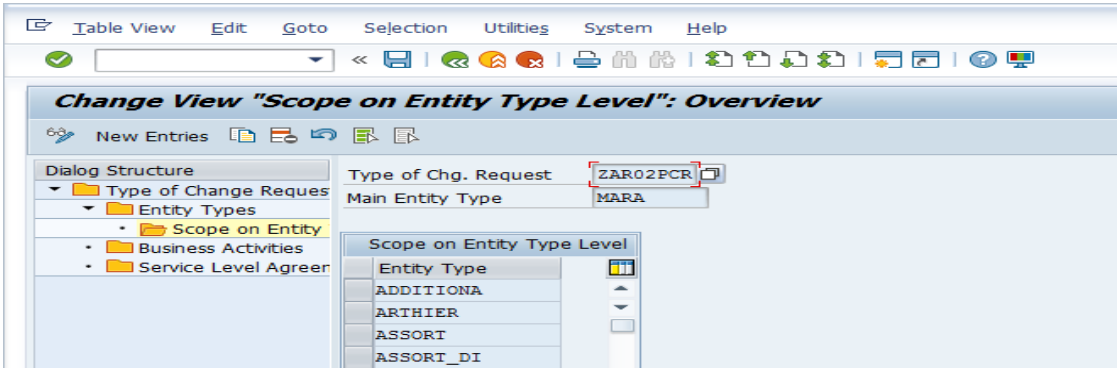 Table View Edit Goto Selection Utilities System Help
Change View "Scope on Entity Type Level": Overview
New Entries
Dialog Structure
Type of Change Reques
Entity Types
Scope on Entity
Business Activities
Service Level Agreer
Type of Chg. Request ZAR02PCR
Main Entity Type MARA
Scope on Entity Type Level
Entity Type
ADDITIONA
ARTHIER
ASSORT
ASSORT_DI